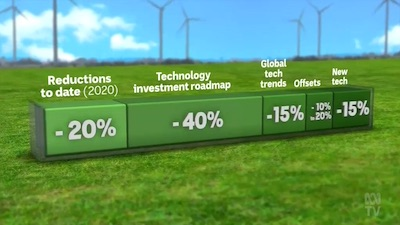 Reductions
to date (2020)
Technology
investment roadmap
Global
tech
trends
Offsets
New
tech
-20%
-40%
-15%
-10%
to 20%
-15%
TV